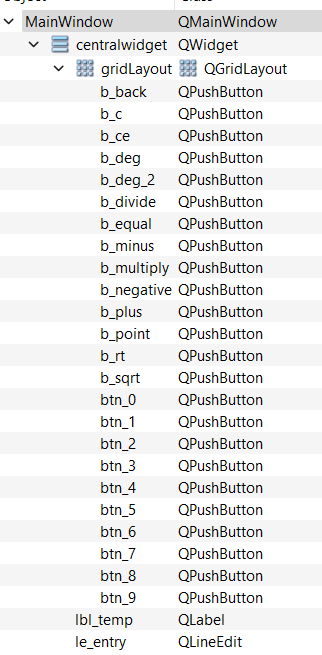 MainWindow QMainWindow
centralwidget QWidget
gridLayout QGridLayout
b_back QPushButton
b_c QPushButton
b_ce QPushButton
b_deg QPushButton
b_deg_2 QPushButton
b_divide QPushButton
b_equal QPushButton
b_minus QPushButton
b_multiply QPushButton
b_negative QPushButton
b_plus QPushButton
b_point QPushButton
b_rt QPushButton
b_sqrt QPushButton
btn_0 QPushButton
btn_1 QPushButton
btn_2 QPushButton
btn_3 QPushButton
btn_4 QPushButton
btn_5 QPushButton
btn_6 QPushButton
btn_7 QPushButton
btn_8 QPushButton
btn_9 QPushButton
lbl_temp QLabel
le_entry QLineEdit